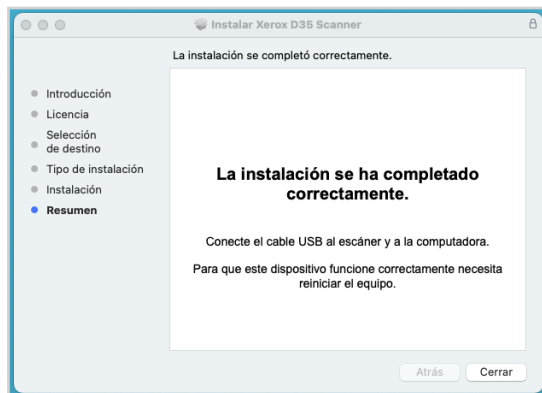 Instalar Xerox D35 Scanner
La instalación se completó correctamente.
Introducción
Licencia
Selección
de destino
Tipo de instalación
Instalación
Resumen
La instalación se ha completado
correctamente.
Conecte el cable USB al escáner y a la computadora.
Para que este dispositivo funcione correctamente necesita
reiniciar el equipo.
Atrás
Cerrar